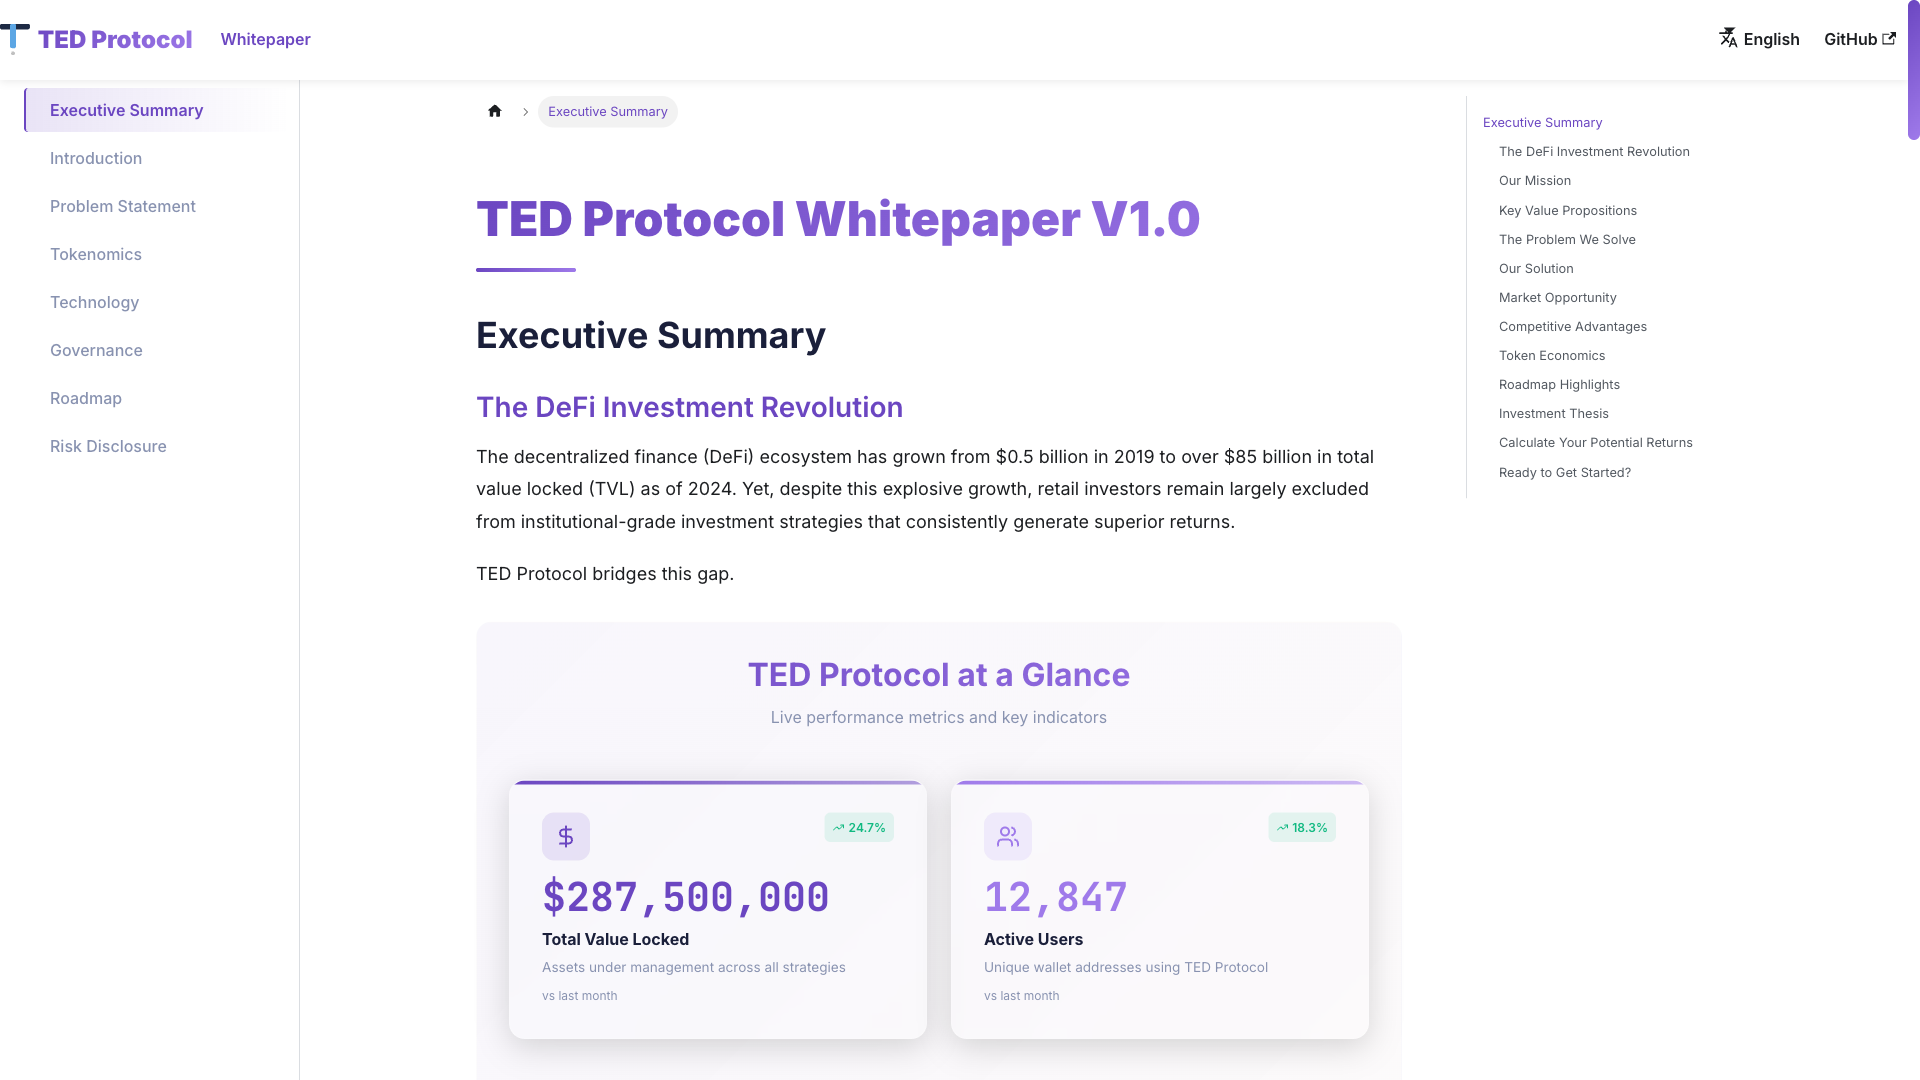 TED Protocol
Whitepaper
English
GitHub
Executive Summary
Introduction
Problem Statement
Tokenomics
Technology
Governance
Roadmap
Risk Disclosure
Executive Summary
TED Protocol Whitepaper V1.0
Executive Summary
The DeFi Investment Revolution
The decentralized finance (DeFi) ecosystem has grown from $0.5 billion in 2019 to over $85 billion in total
value locked (TVL) as of 2024. Yet, despite this explosive growth, retail investors remain largely excluded
from institutional-grade investment strategies that consistently generate superior returns.
TED Protocol bridges this gap.
TED Protocol at a Glance
Live performance metrics and key indicators
24.7%
$287,500,000
Total Value Locked
Assets under management across all strategies
vs last month
18.3%
12,847
Active Users
Unique wallet addresses using TED Protocol
vs last month
Executive Summary
The DeFi Investment Revolution
Our Mission
Key Value Propositions
The Problem We Solve
Our Solution
Market Opportunity
Competitive Advantages
Token Economics
Roadmap Highlights
Investment Thesis
Calculate Your Potential Returns
Ready to Get Started?